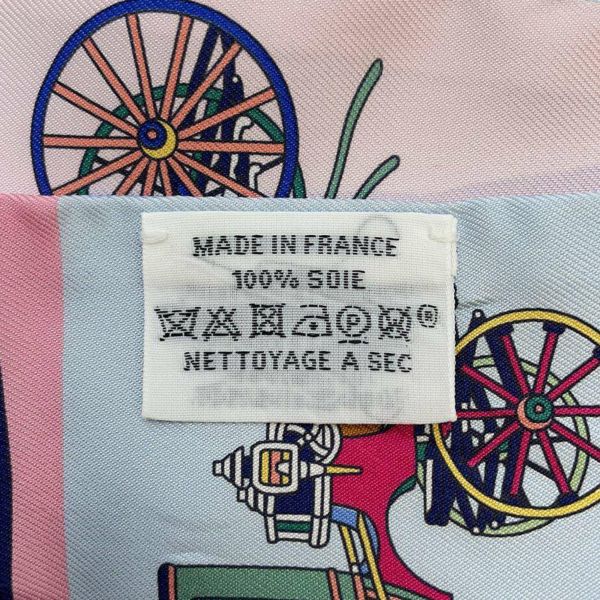 MADE IN FRANCE
100% SOIE
P W ®
NETTOYAGE A SEC